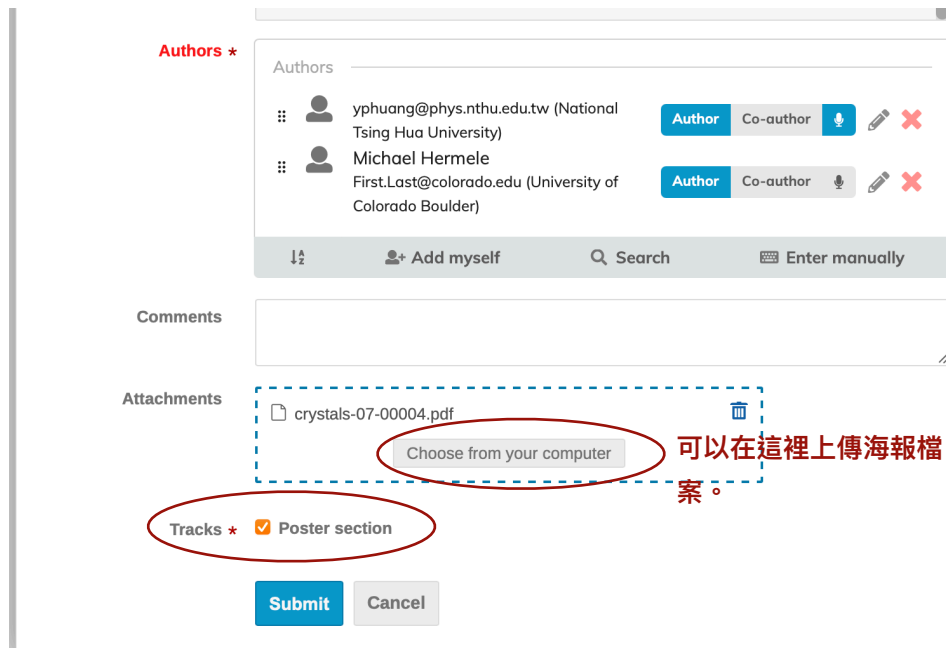 Authors *
Authors
yphuang@phys.nthu.edu.tw (National
Tsing Hua University)
Author Co-author
Michael Hermele
First.Last@colorado.edu (University of
Colorado Boulder)
Author Co-author
Add myself Search Enter manually
Comments
Attachments
crystals-07-00004.pdf
Choose from your computer
可以在這裡上傳海報檔
案。
Tracks * Poster section
Submit Cancel